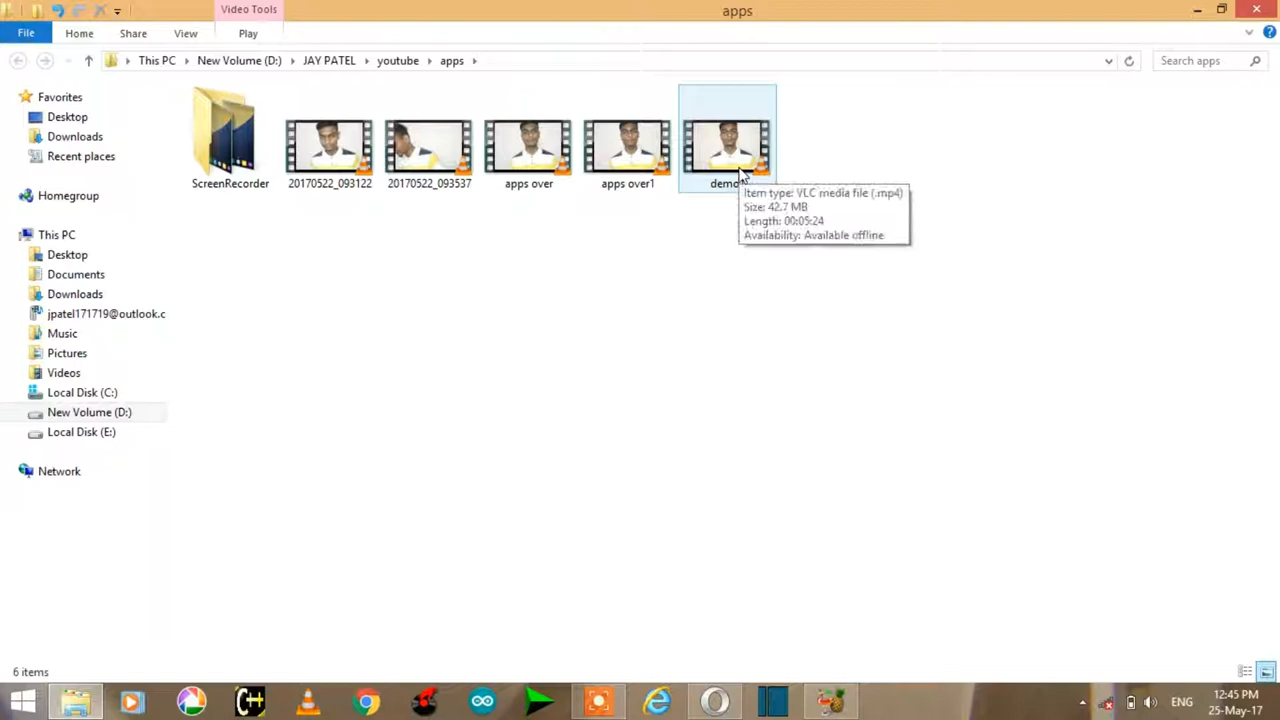 Video Tools
apps
File Home Share View Play
This PC New Volume (D:) JAY PATEL youtube apps
Search apps
Favorites
Desktop
Downloads
Recent places
Homegroup
This PC
Desktop
Documents
Downloads
jpatel171719@outlook.c
Music
Pictures
Videos
Local Disk (C:)
New Volume (D:)
Local Disk (E:)
Network
ScreenRecorder
20170522_093122
20170522_093537
apps over
apps over1
demo
Item type: VLC media file (.mp4)
Size: 42.7 MB
Length: 00:05:24
Availability: Available offline
6 items
C++
ENG
12:45 PM
25-May-17